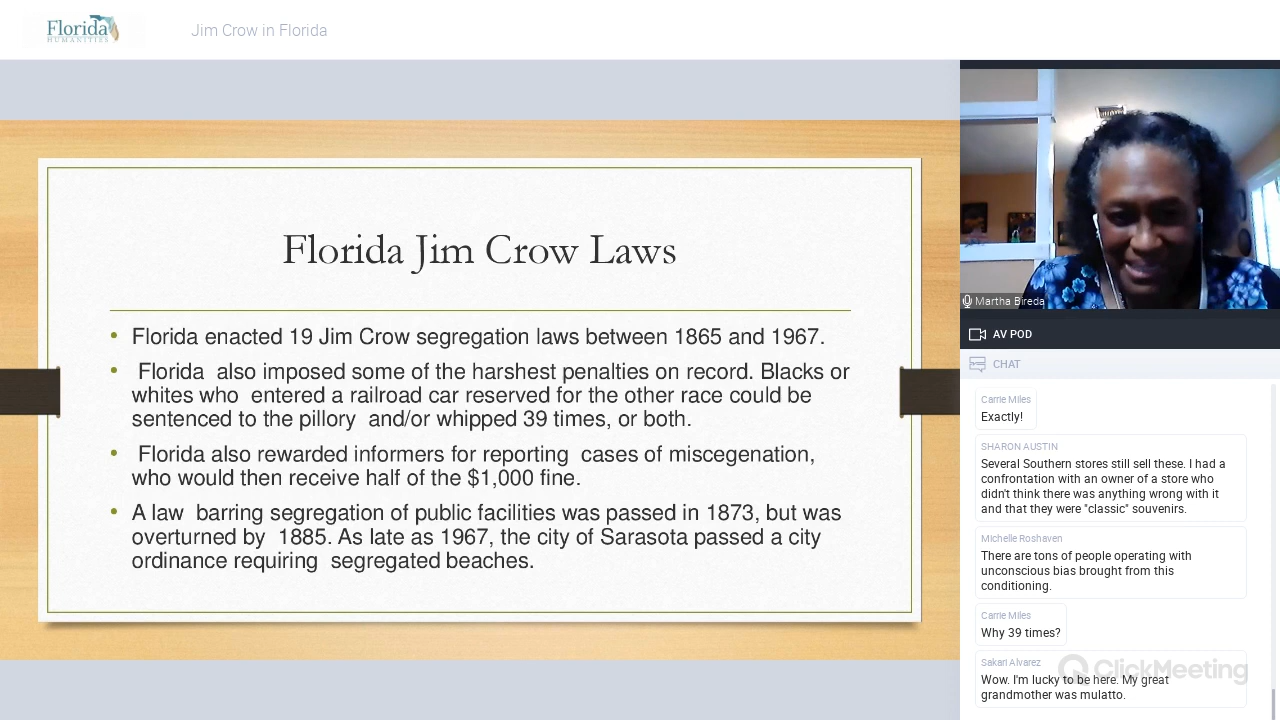 Florida
HUMANITIES
Jim Crow in Florida
Florida Jim Crow Laws
• Florida enacted 19 Jim Crow segregation laws between 1865 and 1967.
• Florida also imposed some of the harshest penalties on record. Blacks or
whites who entered a railroad car reserved for the other race could be
sentenced to the pillory and/or whipped 39 times, or both.
• Florida also rewarded informers for reporting cases of miscegenation,
who would then receive half of the $1,000 fine.
• A law barring segregation of public facilities was passed in 1873, but was
overturned by 1885. As late as 1967, the city of Sarasota passed a city
ordinance requiring segregated beaches.
Martha Bireda
AV POD
CHAT
Carrie Miles
Exactly!
SHARON AUSTIN
Several Southern stores still sell these. I had a
confrontation with an owner of a store who
didn't think there was anything wrong with it
and that they were "classic" souvenirs.
Michelle Roshaven
There are tons of people operating with
unconscious bias brought from this
conditioning.
Carrie Miles
Why 39 times?
Sakari Alvarez
Wow. I'm lucky to be here. My great
grandmother was mulatto.
ClickMeeting